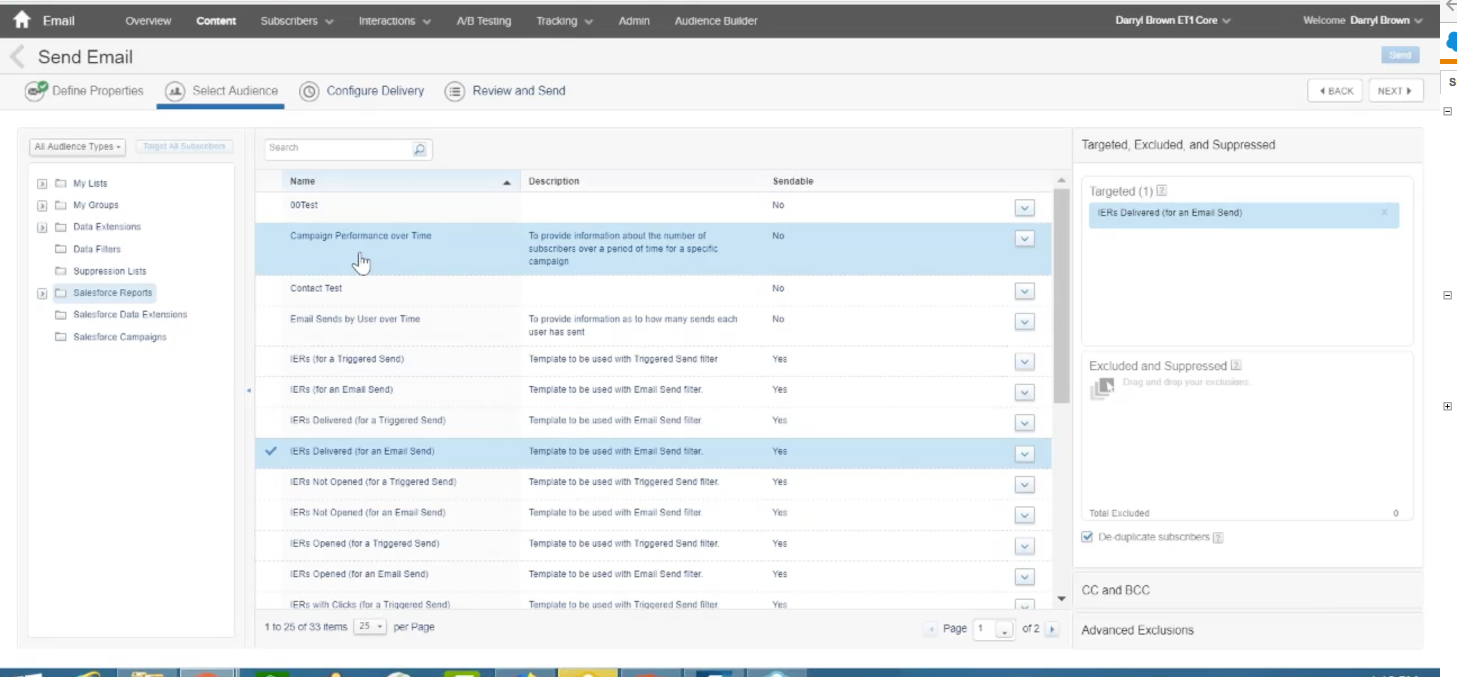 Email Overview Content Subscribers Interactions A/B Testing Tracking Admin Audience Builder Darryl Brown ET1 Core Welcome Darryl Brown
Send Email Send
Define Properties Select Audience Configure Delivery Review and Send BACK NEXT
All Audience Types Target All Subscribers
My Lists
My Groups
Data Extensions
Data Filters
Suppression Lists
Salesforce Reports
Salesforce Data Extensions
Salesforce Campaigns
Search
Name Description Sendable
00Test No
Campaign Performance over Time To provide information about the number of No
subscribers over a period of time for a specific
campaign
Contact Test No
Email Sends by User over Time To provide information as to how many sends each No
user has sent
IERs (for a Triggered Send) Template to be used with Triggered Send filter Yes
IERs (for an Email Send) Template to be used with Email Send filter. Yes
IERs Delivered (for a Triggered Send) Template to be used with Email Send filter. Yes
IERs Delivered (for an Email Send) Template to be used with Email Send filter. Yes
IERs Not Opened (for a Triggered Send) Template to be used with Triggered Send filter. Yes
IERs Not Opened (for an Email Send) Template to be used with Email Send filter. Yes
IERs Opened (for a Triggered Send) Template to be used with Triggered Send filter. Yes
IERs Opened (for an Email Send) Template to be used with Email Send filter. Yes
IERs with Clicks (for a Triggered Send) Template to be used with Triggered Send filter Yes
1 to 25 of 33 items 25 per Page Page 1 of 2
Targeted, Excluded, and Suppressed
Targeted (1) ?
IERs Delivered (for an Email Send) x
Excluded and Suppressed ?
Drag and drop your exclusions.
Total Excluded 0
De-duplicate subscribers ?
CC and BCC
Advanced Exclusions
S